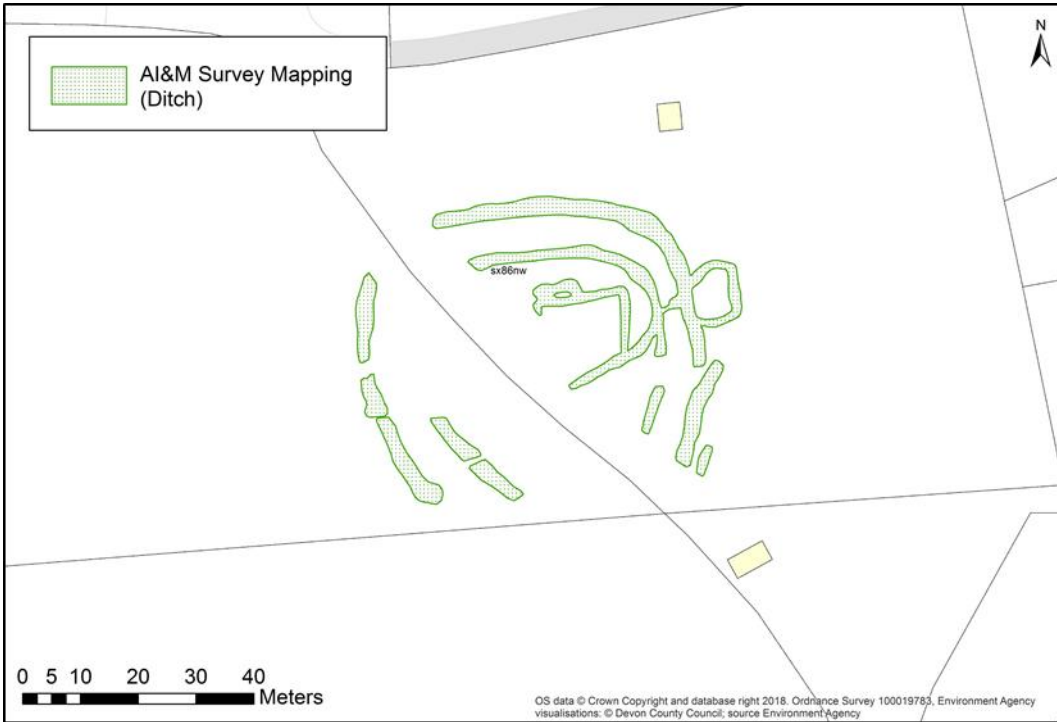 AI&M Survey Mapping
(Ditch)
N
sx86nw
0 5 10 20 30 40
Meters
OS data © Crown Copyright and database right 2018. Ordnance Survey 100019783, Environment Agency
visualisations: © Devon County Council; source Environment Agency